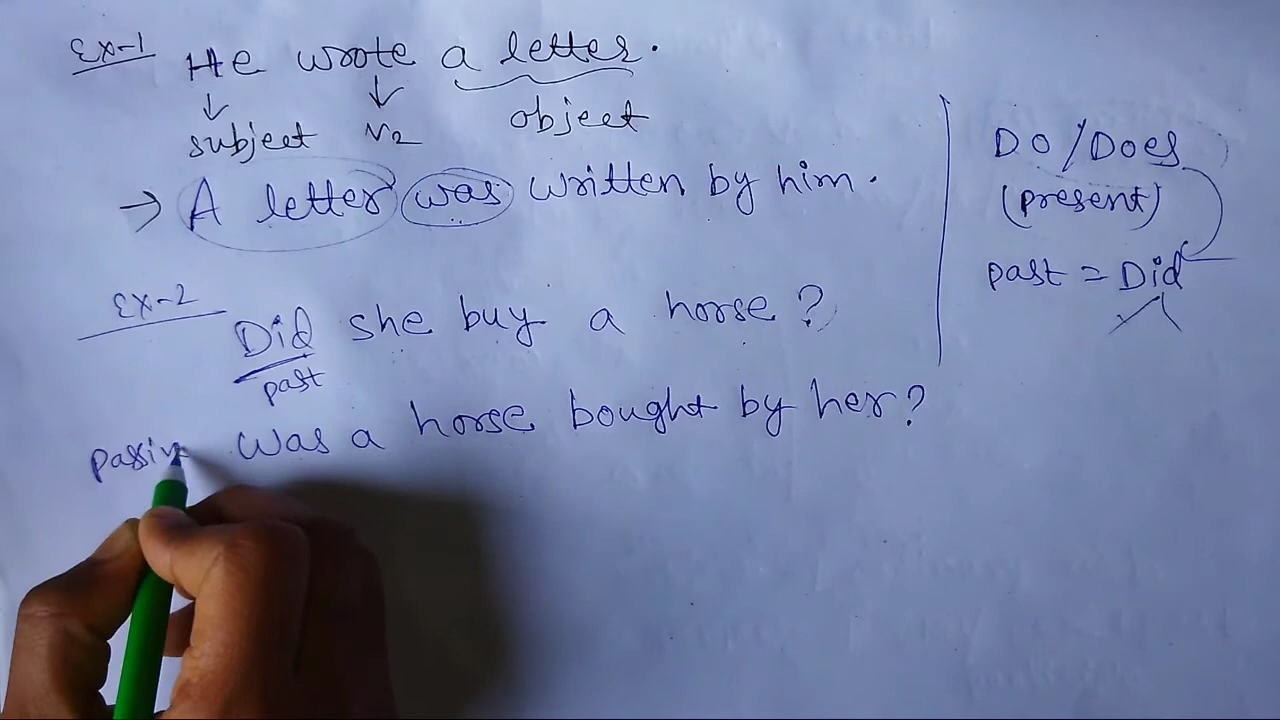 Ex-1 He wrote a letter.
subject V2 object
→ A letter was written by him.
Ex-2
Did she buy a horse?
past
passiv Was a horse bought by her?
Do/Does
(present)
past = Did